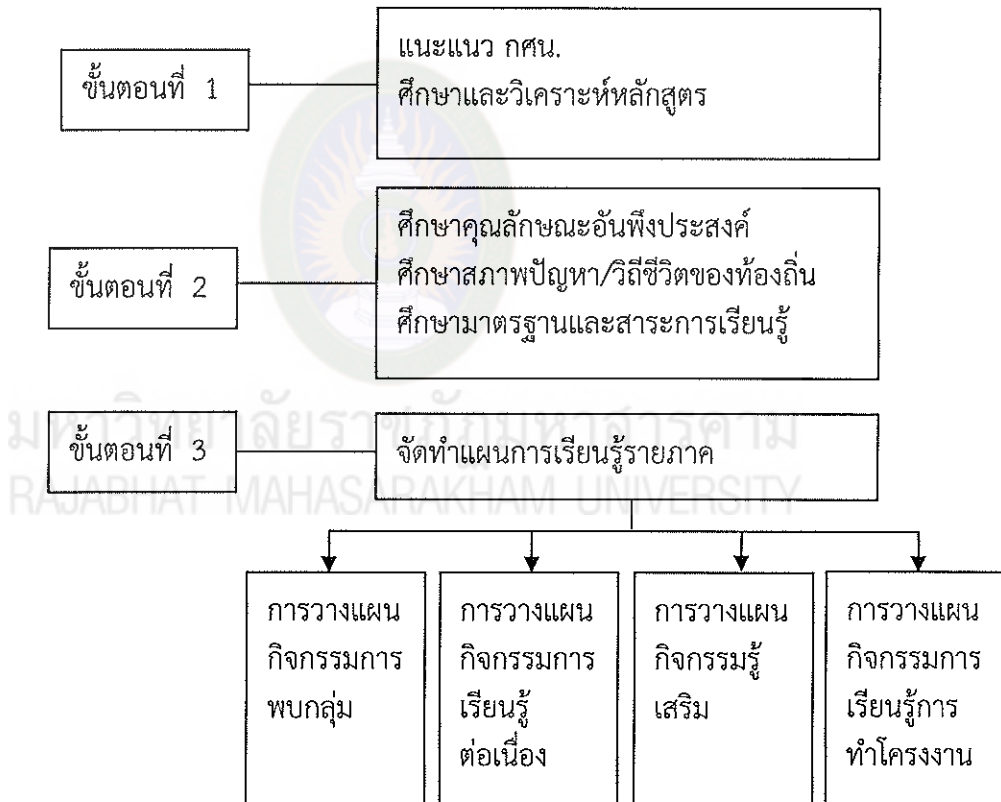 แนะแนว กศน.
ขั้นตอนที่ 1
ศึกษาและวิเคราะห์หลักสูตร
ศึกษาคุณลักษณะอันพึงประสงค์
ขั้นตอนที่ 2
ศึกษาสภาพปัญหา/วิถีชีวิตของท้องถิ่น
ศึกษามาตรฐานและสาระการเรียนรู้
มหาวิทยาลัยราชภัฏมหาสารคาม
ขั้นตอนที่ 3
จัดทำแผนการเรียนรู้รายภาค
RAJABHAT MAHASARAKHAM UNIVERSITY
การวางแผน
กิจกรรมการ
พบกลุ่ม
การวางแผน
กิจกรรมการ
เรียนรู้
ต่อเนื่อง
การวางแผน
กิจกรรมรู้
เสริม
การวางแผน
กิจกรรมการ
เรียนรู้การ
ทำโครงงาน